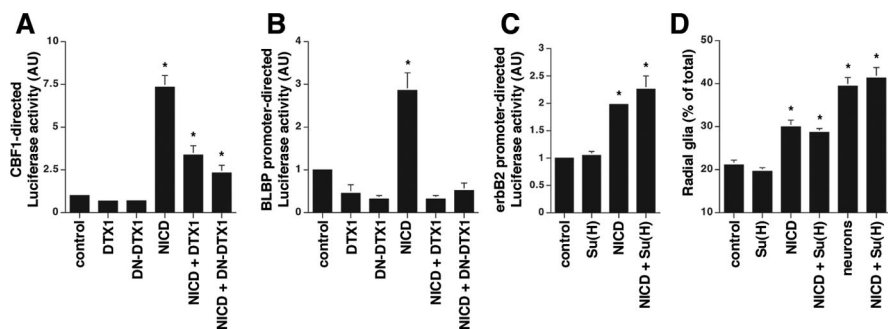 A
CBF1-directed
Luciferase activity (AU)
10
7.5
5
2.5
0
*
*
*
control
DTX1
DN-DTX1
NICD
NICD + DTX1
NICD + DN-DTX1
B
BLBP promoter-directed
Luciferase activity (AU)
4
3
2
1
0
*
control
DTX1
DN-DTX1
NICD
NICD + DTX1
NICD + DN-DTX1
C
erbB2 promoter-directed
Luciferase activity (AU)
3
2.5
2
1.5
1
0.5
0
*
*
control
Su(H)
NICD
NICD + Su(H)
D
Radial glia (% of total)
50
40
30
20
10
*
*
*
*
control
Su(H)
NICD
NICD + Su(H)
neurons
NICD + Su(H)